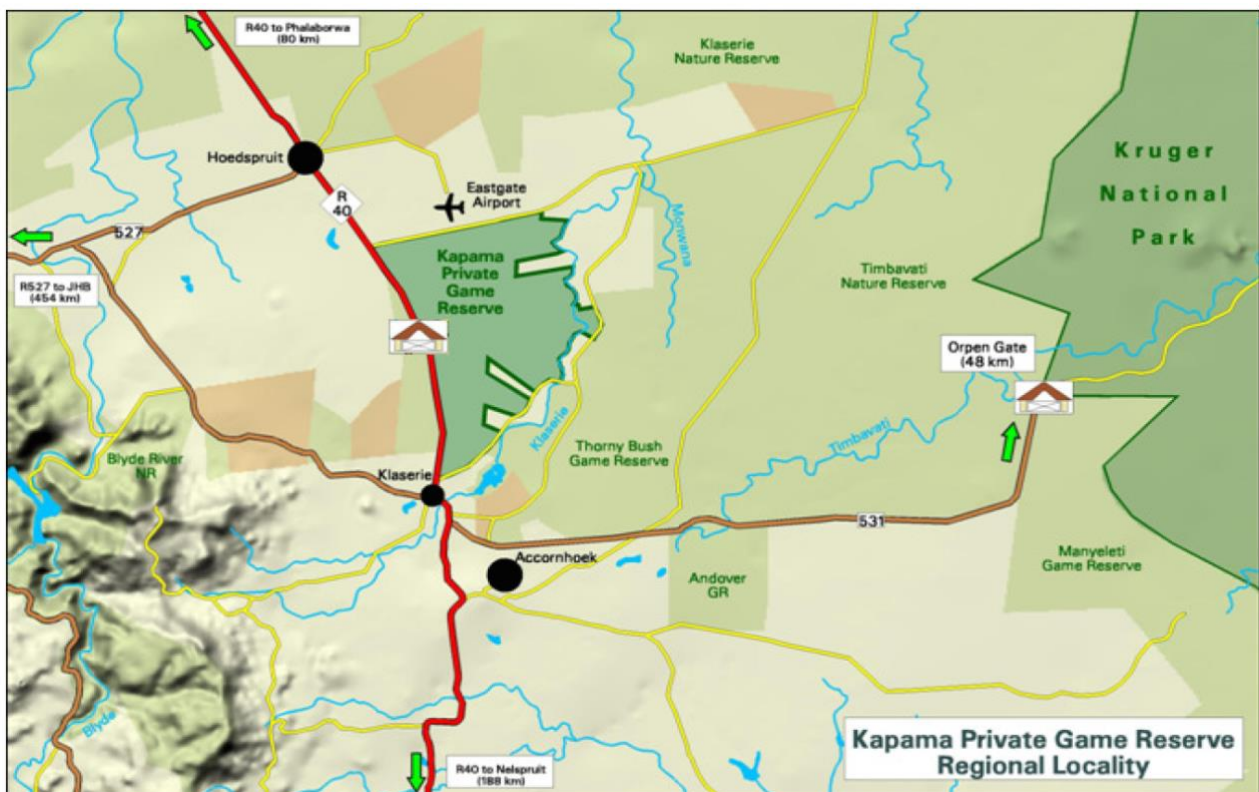 R40 to Phalaborwa
(80 km)
Klaserie
Nature Reserve
Hoedspruit
Kruger
National
Park
Eastgate
Airport
R
40
527
Monwana
Kapama
Private
Game
Reserve
Timbavati
Nature Reserve
R527 to JHB
(454 km)
Orpen Gate
(48 km)
Klaserie
Timbavati
Thorny Bush
Game Reserve
Blyde River
NR
Klaserie
531
Accornhoek
Andover
GR
Manyeleti
Game Reserve
Blyde
R40 to Nelspruit
(188 km)
Kapama Private Game Reserve
Regional Locality